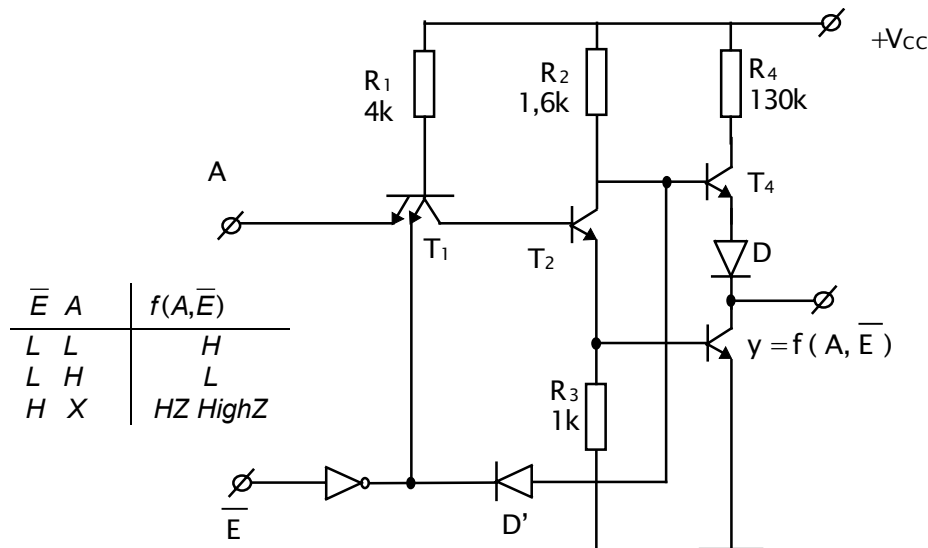 +VCC
R1
4k
R2
1,6k
R4
130k
A
T1
T2
T4
D
E̅ A f(A,E̅)
L L H
L H L
H X HZ HighZ
y = f ( A, E̅ )
R3
1k
E̅
D’